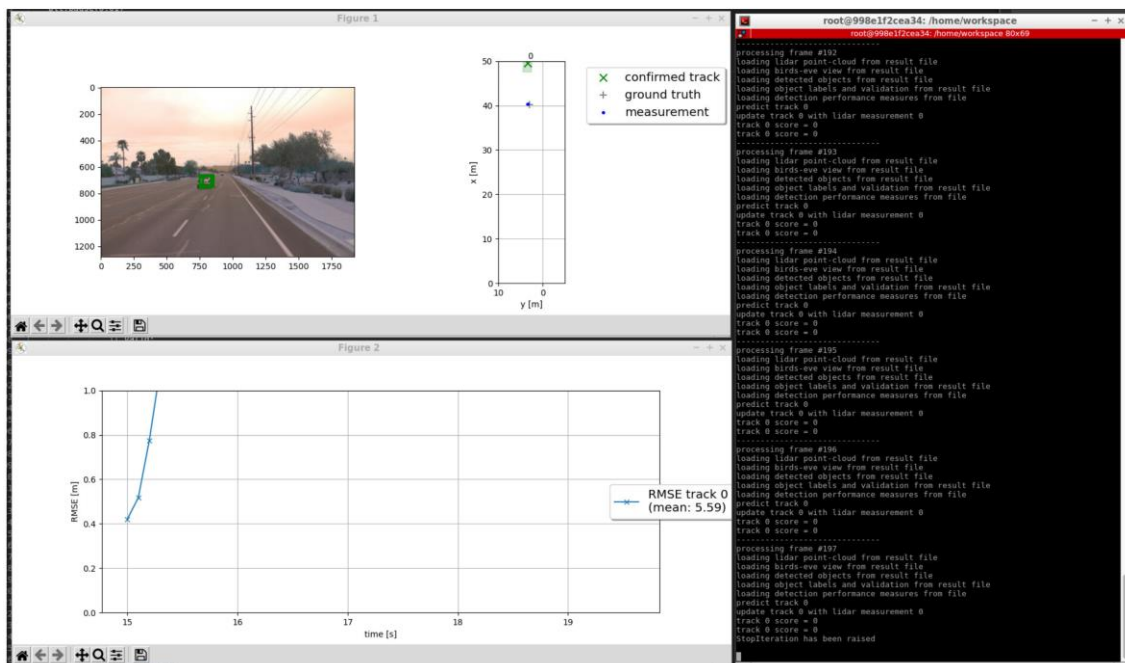 Figure 1
0
200
400
600
800
1000
1200
0
250
500
750
1000
1250
1500
1750
0
50
40
30
20
10
0
x [m]
10
0
y [m]
confirmed track
ground truth
measurement
Figure 2
1.0
0.8
0.6
0.4
0.2
0.0
RMSE [m]
15
16
17
18
19
time [s]
RMSE track 0
(mean: 5.59)
root@998e1f2cea34: /home/workspace
root@998e1f2cea34: /home/workspace 80x69
------------------------------
processing frame #192
loading lidar point-cloud from result file
loading birds-eye view from result file
loading detected objects from result file
loading object labels and validation from result file
loading detection performance measures from file
predict track 0
update track 0 with lidar measurement 0
track 0 score = 0
track 0 score = 0
------------------------------
processing frame #193
loading lidar point-cloud from result file
loading birds-eye view from result file
loading detected objects from result file
loading object labels and validation from result file
loading detection performance measures from file
predict track 0
update track 0 with lidar measurement 0
track 0 score = 0
track 0 score = 0
------------------------------
processing frame #194
loading lidar point-cloud from result file
loading birds-eye view from result file
loading detected objects from result file
loading object labels and validation from result file
loading detection performance measures from file
predict track 0
update track 0 with lidar measurement 0
track 0 score = 0
track 0 score = 0
------------------------------
processing frame #195
loading lidar point-cloud from result file
loading birds-eye view from result file
loading detected objects from result file
loading object labels and validation from result file
loading detection performance measures from file
predict track 0
update track 0 with lidar measurement 0
track 0 score = 0
track 0 score = 0
------------------------------
processing frame #196
loading lidar point-cloud from result file
loading birds-eye view from result file
loading detected objects from result file
loading object labels and validation from result file
loading detection performance measures from file
predict track 0
update track 0 with lidar measurement 0
track 0 score = 0
track 0 score = 0
------------------------------
processing frame #197
loading lidar point-cloud from result file
loading birds-eye view from result file
loading detected objects from result file
loading object labels and validation from result file
loading detection performance measures from file
predict track 0
update track 0 with lidar measurement 0
track 0 score = 0
track 0 score = 0
StopIteration has been raised